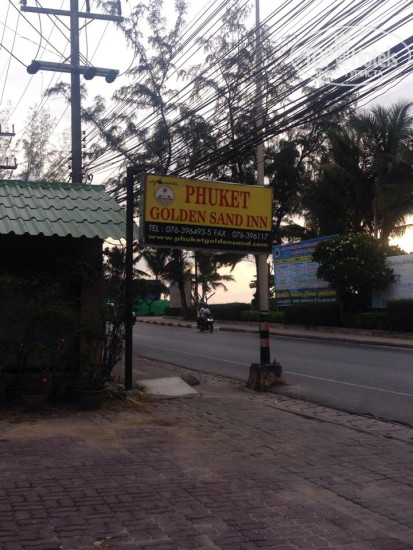 PHUKET
GOLDEN SAND INN
TEL : 076-396493-5 FAX : 076-396117
www.phuketgoldensand.com